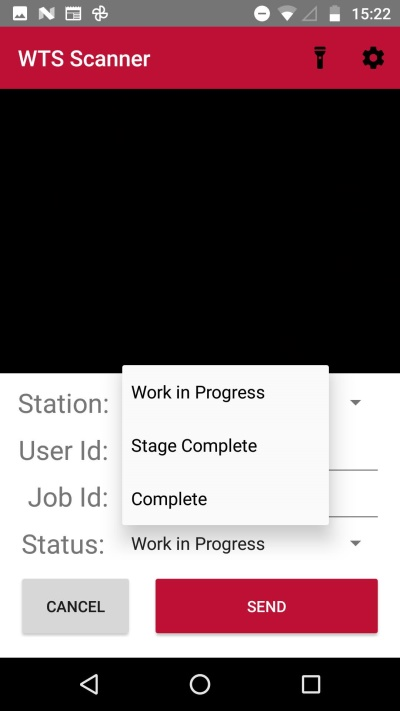 15:22
WTS Scanner
Station:
Work in Progress
User Id:
Stage Complete
Job Id:
Complete
Status:
Work in Progress
CANCEL
SEND